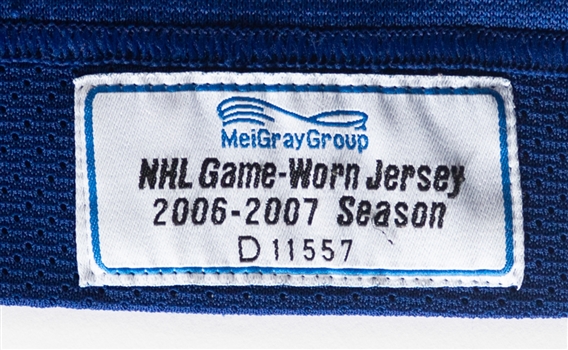 MeiGrayGroup
NHL Game-Worn Jersey
2006-2007 Season
D 11557